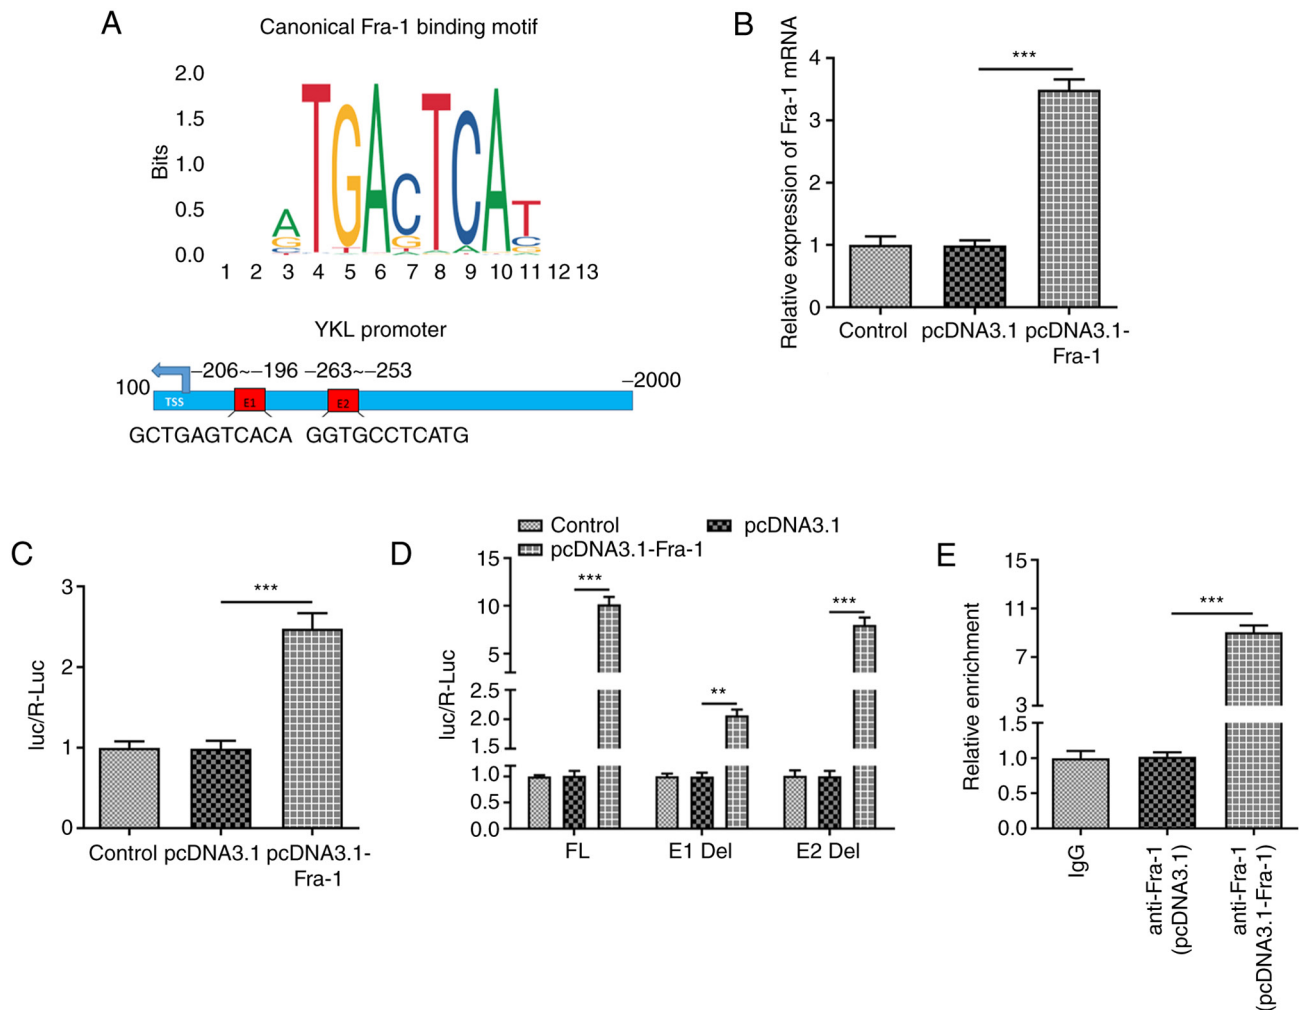 A
Canonical Fra-1 binding motif
Bits
2.0
1.5
1.0
0.5
0.0
A T G A C T C A T
G G C
C T A G
1 2 3 4 5 6 7 8 9 10 11 12 13
YKL promoter
100
–206~–196 –263~–253
–2000
TSS E1 E2
GCTGAGTCACA GGTGCCTCATG
B
Relative expression of Fra-1 mRNA
4
3
2
1
0
***
Control pcDNA3.1 pcDNA3.1-
Fra-1
C
luc/R-Luc
3
2
1
0
***
Control pcDNA3.1 pcDNA3.1-
Fra-1
D
Control pcDNA3.1
pcDNA3.1-Fra-1
luc/R-Luc
15
10
5
2.5
2.0
1.5
1.0
0.5
0.0
***
**
***
FL E1 Del E2 Del
E
Relative enrichment
15
11
7
3
1.5
1.0
0.5
0.0
***
IgG
anti-Fra-1
(pcDNA3.1)
anti-Fra-1
(pcDNA3.1-Fra-1)